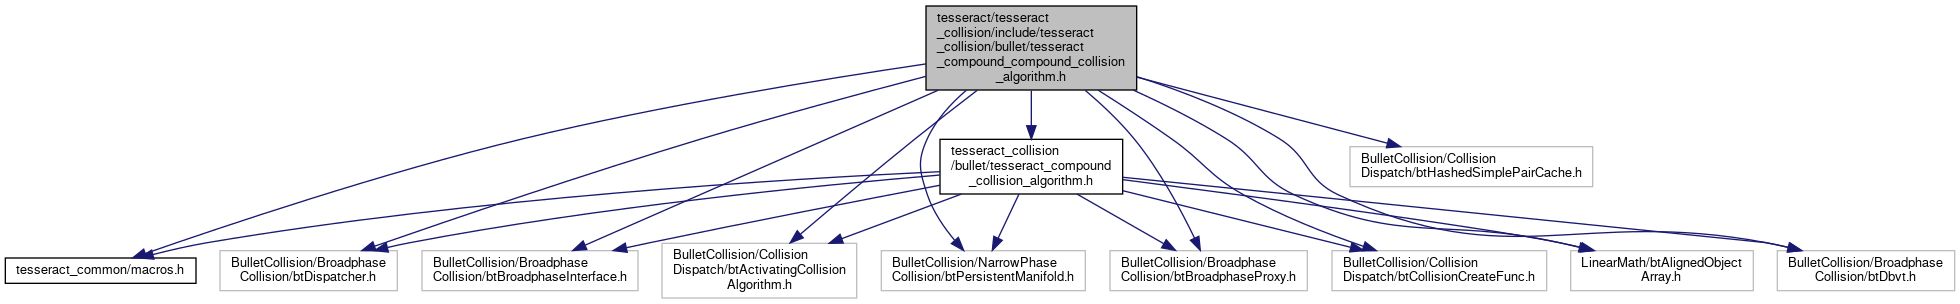 tesseract/tesseract
_collision/include/tesseract
_collision/bullet/tesseract
_compound_compound_collision
_algorithm.h
tesseract_collision
/bullet/tesseract_compound
_collision_algorithm.h
BulletCollision/Collision
Dispatch/btHashedSimplePairCache.h
tesseract_common/macros.h
BulletCollision/Broadphase
Collision/btDispatcher.h
BulletCollision/Broadphase
Collision/btBroadphaseInterface.h
BulletCollision/Collision
Dispatch/btActivatingCollision
Algorithm.h
BulletCollision/NarrowPhase
Collision/btPersistentManifold.h
BulletCollision/Broadphase
Collision/btBroadphaseProxy.h
BulletCollision/Collision
Dispatch/btCollisionCreateFunc.h
LinearMath/btAlignedObject
Array.h
BulletCollision/Broadphase
Collision/btDbvt.h